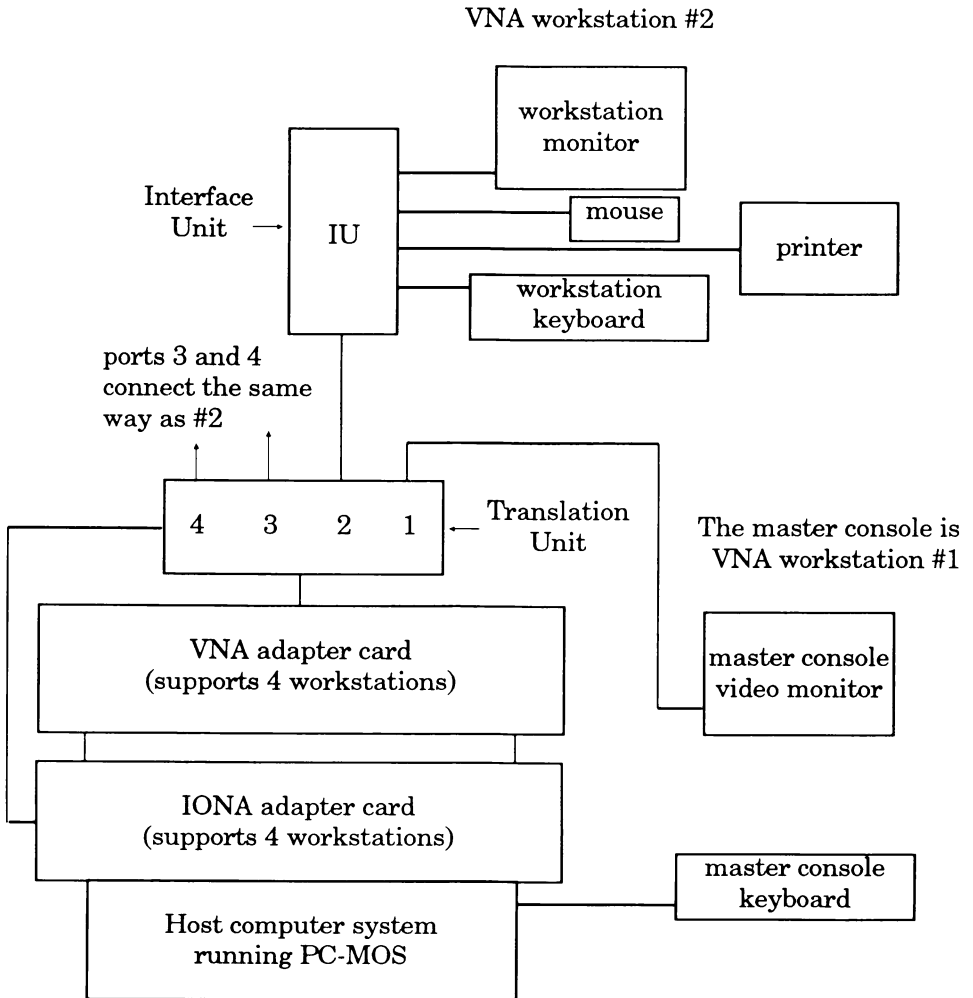 VNA workstation #2
workstation
monitor
Interface
Unit
IU
mouse
printer
workstation
keyboard
ports 3 and 4
connect the same
way as #2
4 3 2 1
Translation
Unit
The master console is
VNA workstation #1
VNA adapter card
(supports 4 workstations)
master console
video monitor
IONA adapter card
(supports 4 workstations)
master console
keyboard
Host computer system
running PC-MOS